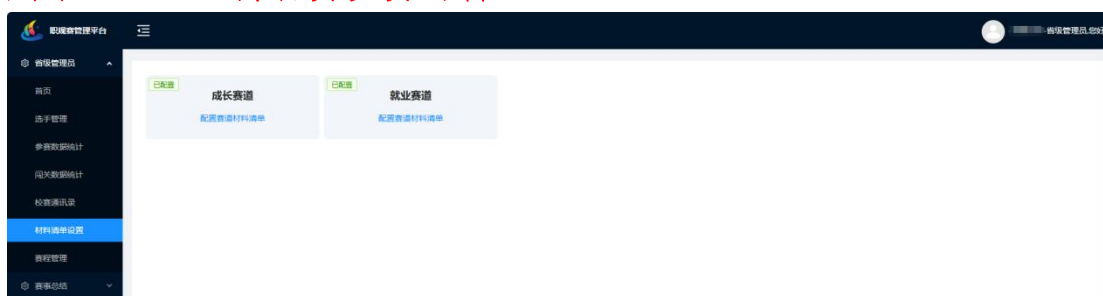 职规赛管理平台
省级管理员,您好
省级管理员
首页
选手管理
参赛数据统计
闯关数据统计
校赛通讯录
材料清单设置
赛程管理
赛事总结
已配置
成长赛道
配置赛道材料清单
已配置
就业赛道
配置赛道材料清单